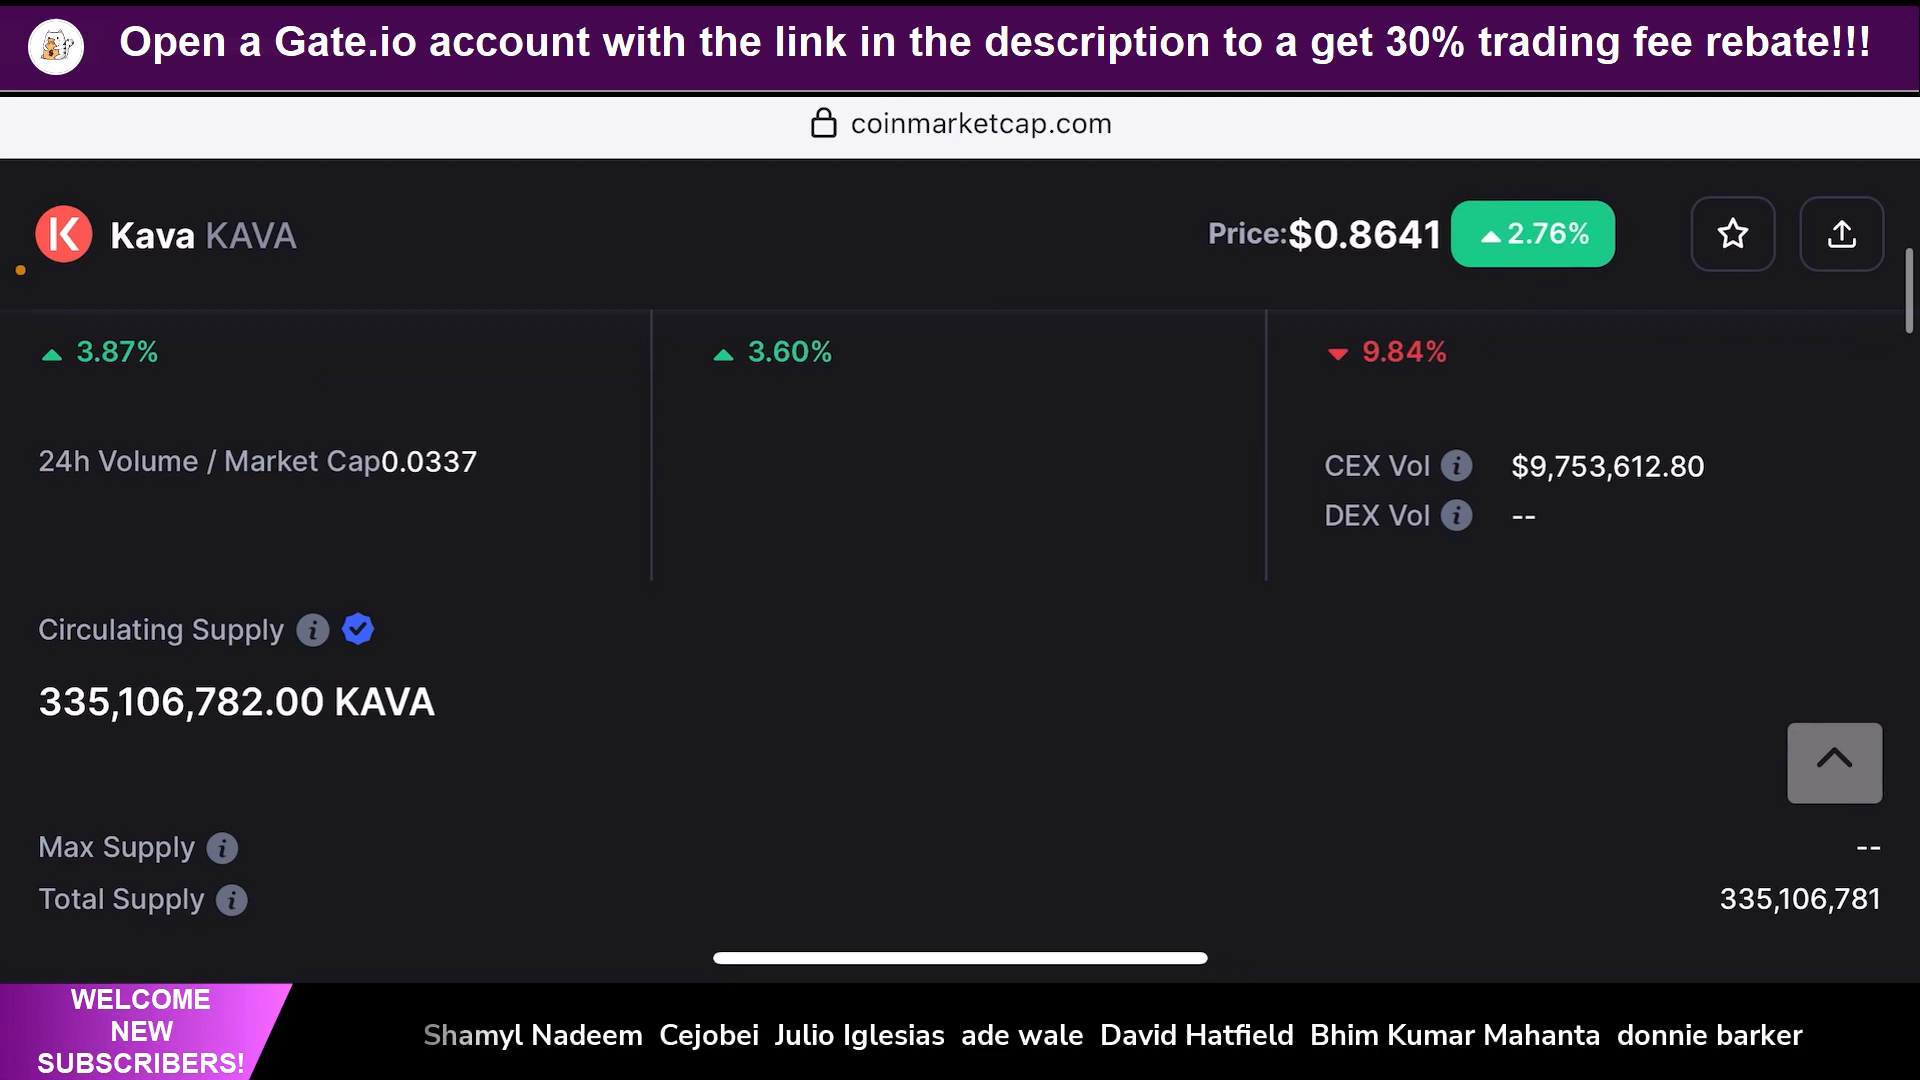 Open a Gate.io account with the link in the description to a get 30% trading fee rebate!!!
coinmarketcap.com
Kava KAVA
Price:$0.8641 2.76%
3.87%
3.60%
9.84%
24h Volume / Market Cap0.0337
CEX Vol $9,753,612.80
DEX Vol --
Circulating Supply
335,106,782.00 KAVA
Max Supply --
Total Supply 335,106,781
WELCOME
NEW
SUBSCRIBERS!
Shamyl Nadeem Cejobei Julio Iglesias ade wale David Hatfield Bhim Kumar Mahanta donnie barker